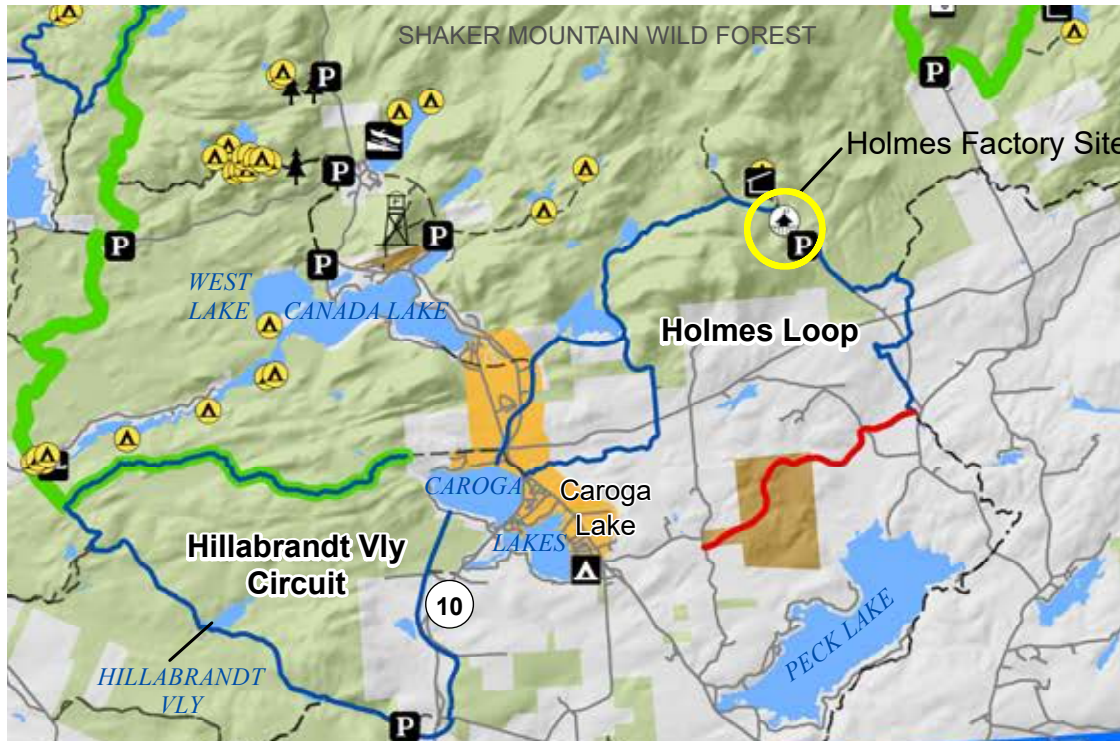 SHAKER MOUNTAIN WILD FOREST
P
P
Holmes Factory Site
P
P
P
P
P
WEST
LAKE
CANADA LAKE
Holmes Loop
CAROGA
LAKES
Caroga
Lake
Hillabrandt Vly
Circuit
10
PECK LAKE
HILLABRANDT
VLY
P